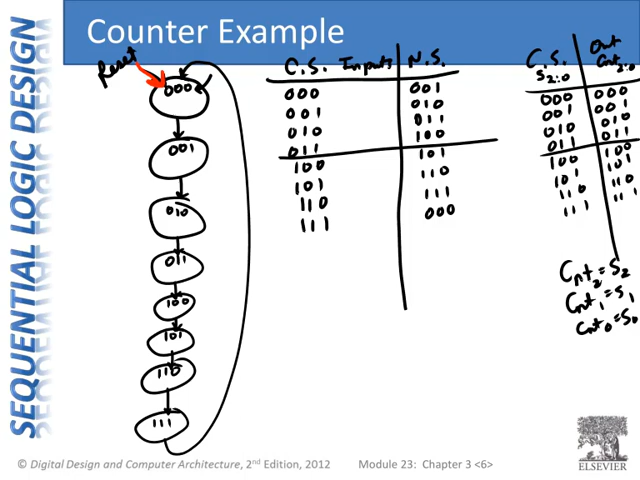 Counter Example
SEQUENTIAL LOGIC DESIGN
Reset
000
001
010
011
100
101
110
111
C.S. Inputs N.S.
000 001
001 010
010 011
011 100
100 101
101 110
110 111
111 000
C.S. Out
S2:0 Cnt2:0
000 000
001 001
010 010
011 011
100 100
101 101
110 110
111 111
Cnt2 = S2
Cnt1 = S1
Cnt0 = S0
ELSEVIER
© Digital Design and Computer Architecture, 2nd Edition, 2012 Module 23: Chapter 3 <6>